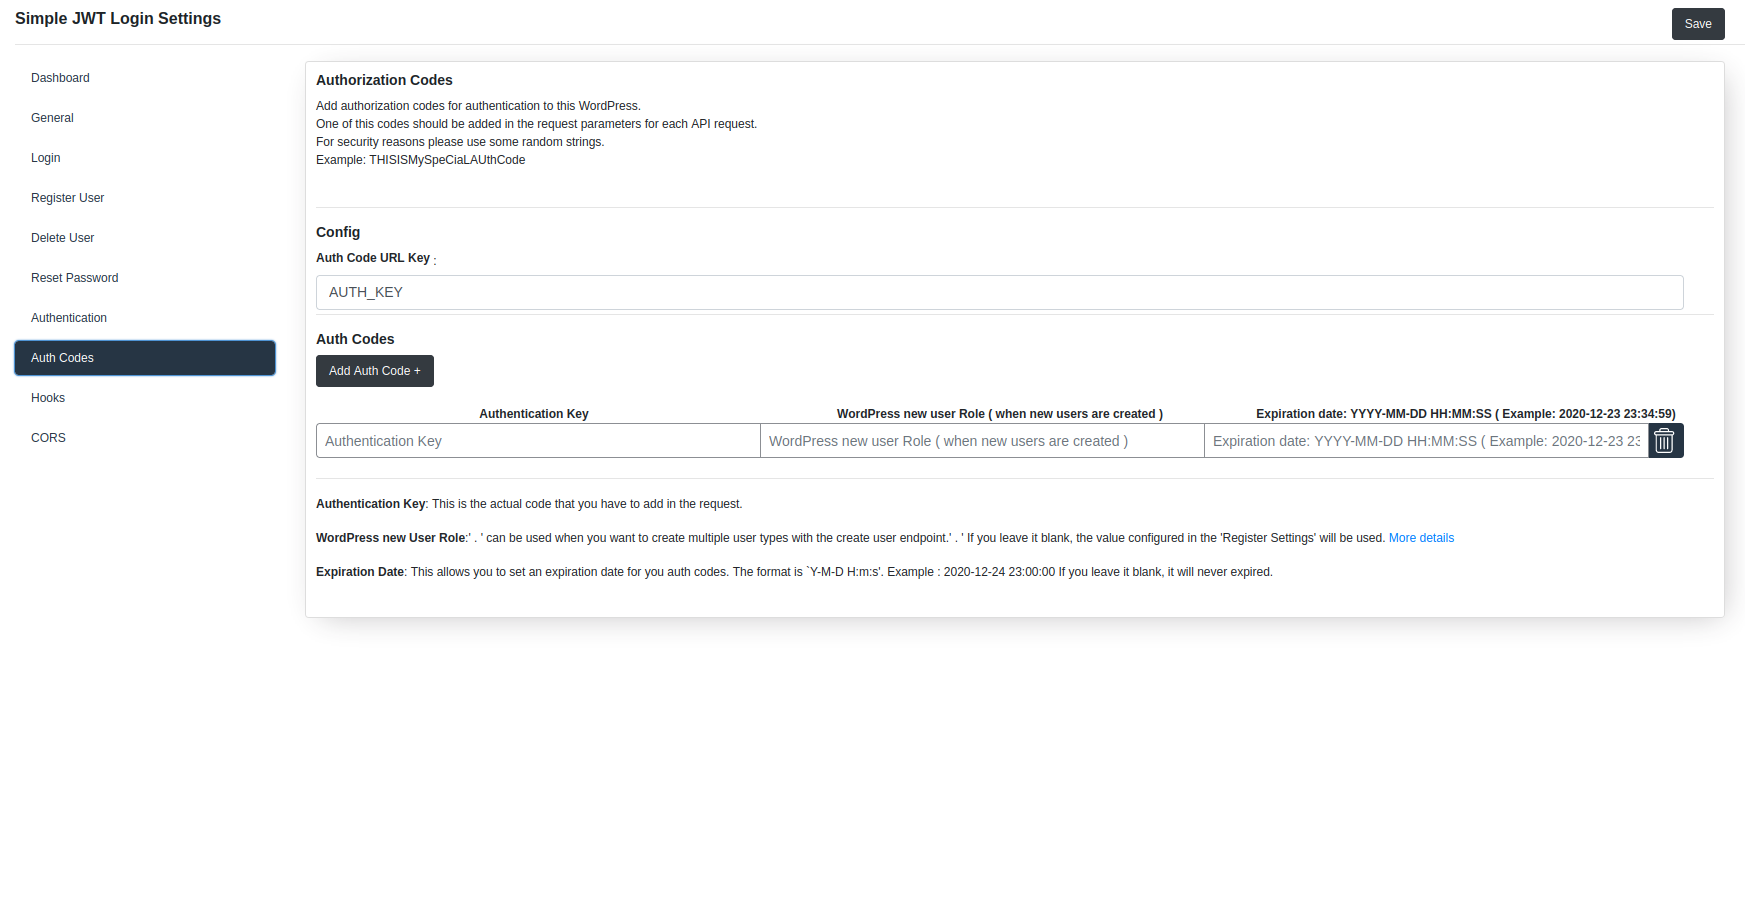 Simple JWT Login Settings
Save
Dashboard
General
Login
Register User
Delete User
Reset Password
Authentication
Auth Codes
Hooks
CORS
Authorization Codes
Add authorization codes for authentication to this WordPress.
One of this codes should be added in the request parameters for each API request.
For security reasons please use some random strings.
Example: THISISMySpeCiaLAUthCode
Config
Auth Code URL Key :
AUTH_KEY
Auth Codes
Add Auth Code +
Authentication Key WordPress new user Role ( when new users are created ) Expiration date: YYYY-MM-DD HH:MM:SS ( Example: 2020-12-23 23:34:59)
Authentication Key WordPress new user Role ( when new users are created ) Expiration date: YYYY-MM-DD HH:MM:SS ( Example: 2020-12-23 23
Authentication Key: This is the actual code that you have to add in the request.
WordPress new User Role:' . ' can be used when you want to create multiple user types with the create user endpoint.' . ' If you leave it blank, the value configured in the 'Register Settings' will be used. More details
Expiration Date: This allows you to set an expiration date for you auth codes. The format is `Y-M-D H:m:s'. Example : 2020-12-24 23:00:00 If you leave it blank, it will never expired.